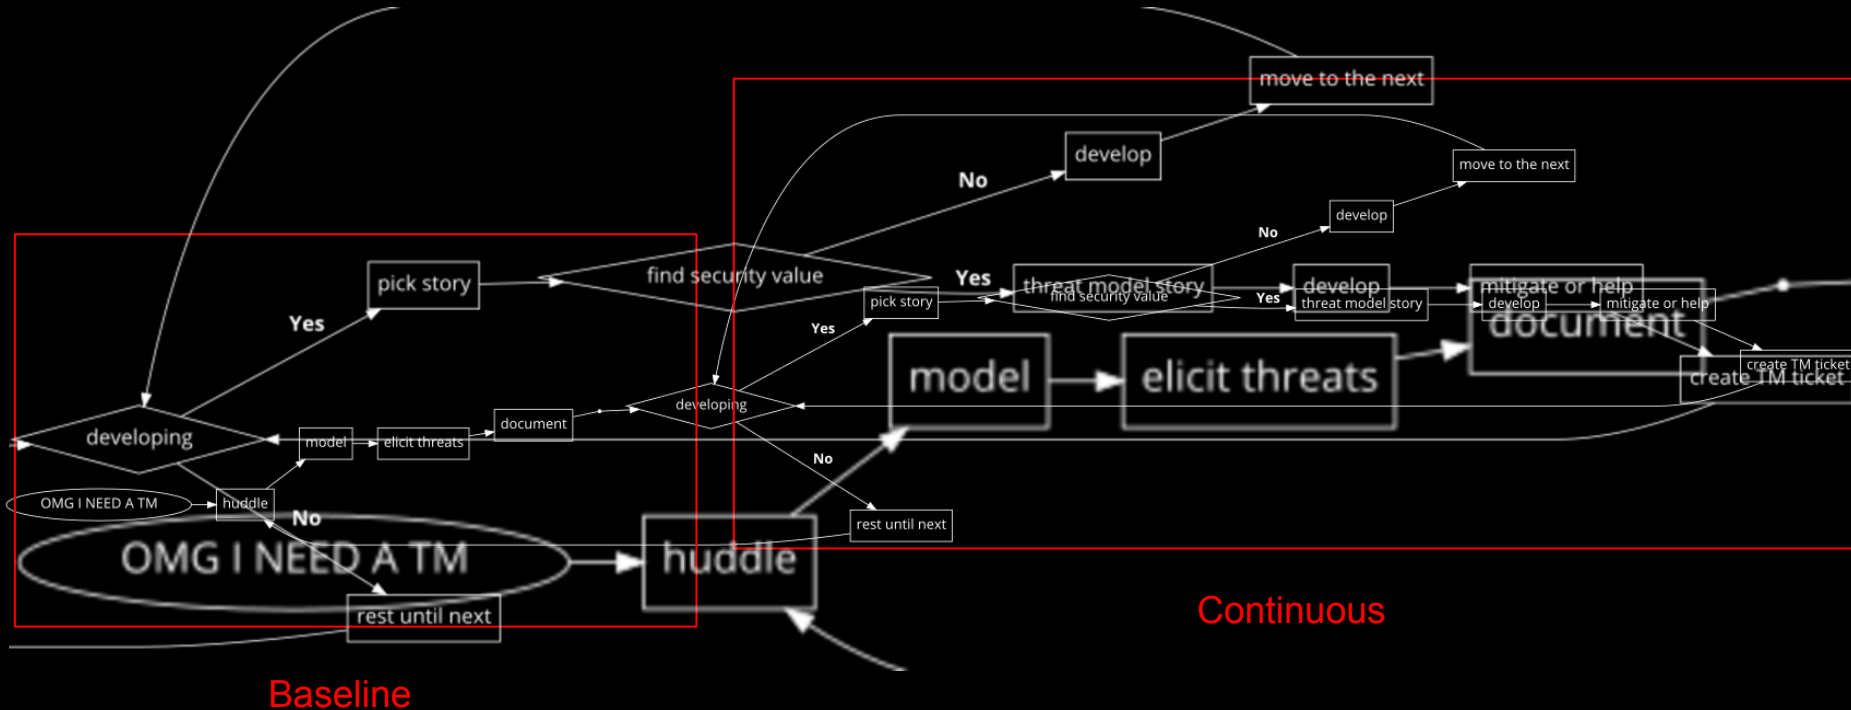 move to the next
develop
No
move to the next
develop
No
pick story
find security value
Yes
threat model story
develop
mitigate or help
pick story
find security value
Yes
threat model story
develop
mitigate or help
Yes
Yes
document
model
elicit threats
create TM ticket
create TM ticket
developing
developing
document
model
elicit threats
No
OMG I NEED A TM
huddle
No
rest until next
OMG I NEED A TM
huddle
rest until next
Continuous
Baseline